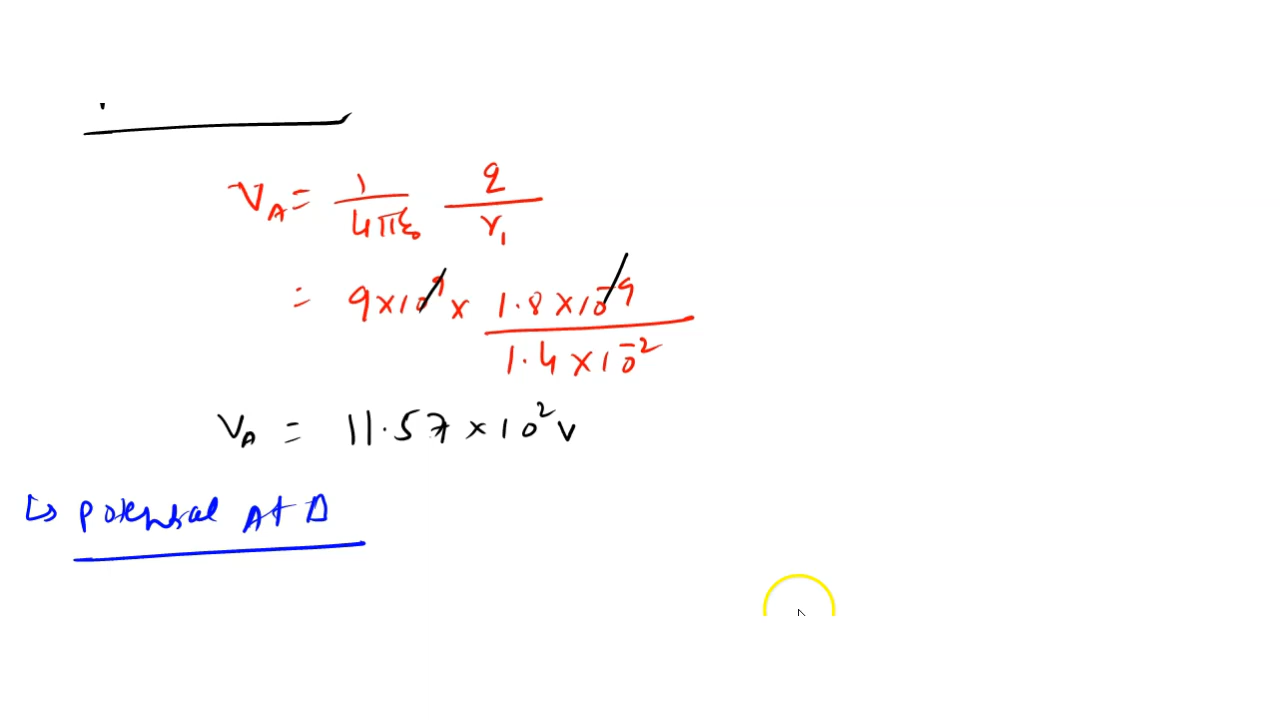 V_A = 1/4πε₀ q/r₁
= 9×10⁹ × 1.8×10⁻⁹/1.4×10⁻²
V_A = 11.57 × 10² V
↳ Potential At D